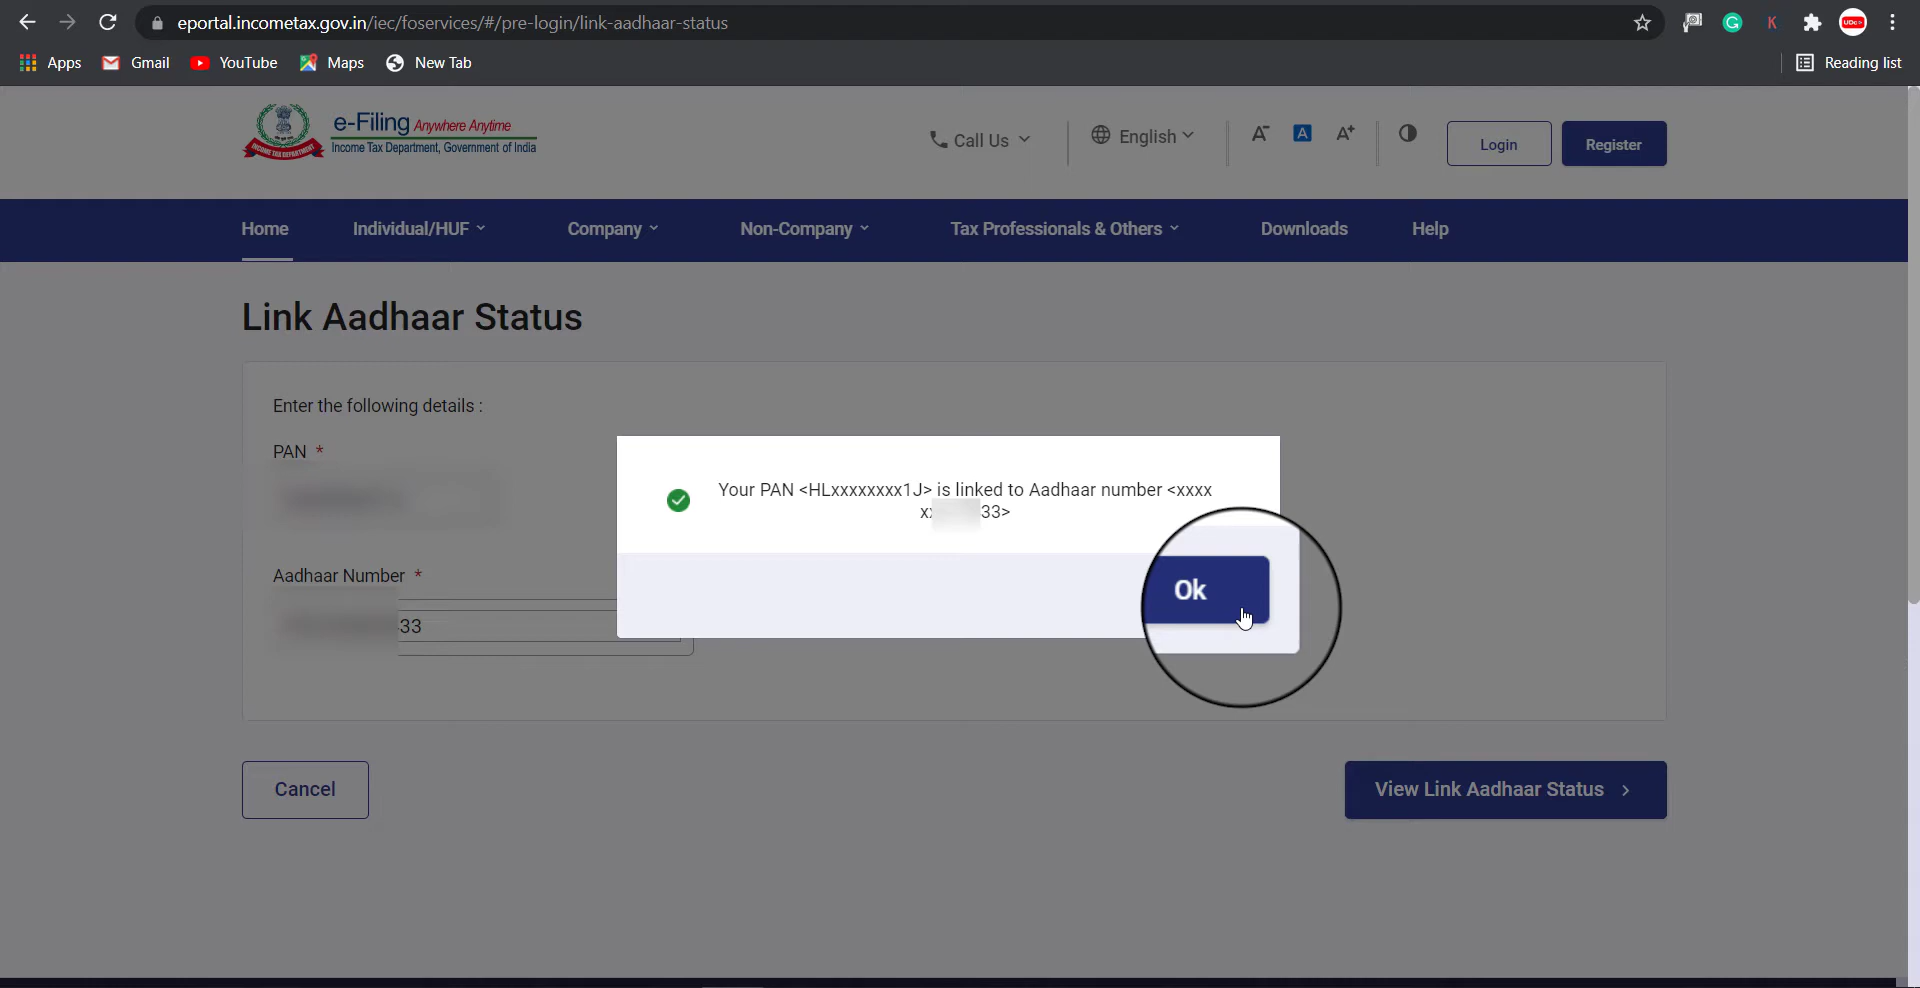 eportal.incometax.gov.in/iec/foservices/#/pre-login/link-aadhaar-status
Apps Gmail YouTube Maps New Tab Reading list
e-Filing Anywhere Anytime
Income Tax Department, Government of India
INCOME TAX DEPARTMENT
Call Us English A- A A+ Login Register
Home Individual/HUF Company Non-Company Tax Professionals & Others Downloads Help
Link Aadhaar Status
Enter the following details :
PAN *
Your PAN <HLxxxxxxxx1J> is linked to Aadhaar number <xxxx
33>
Ok
Aadhaar Number *
33
Cancel View Link Aadhaar Status